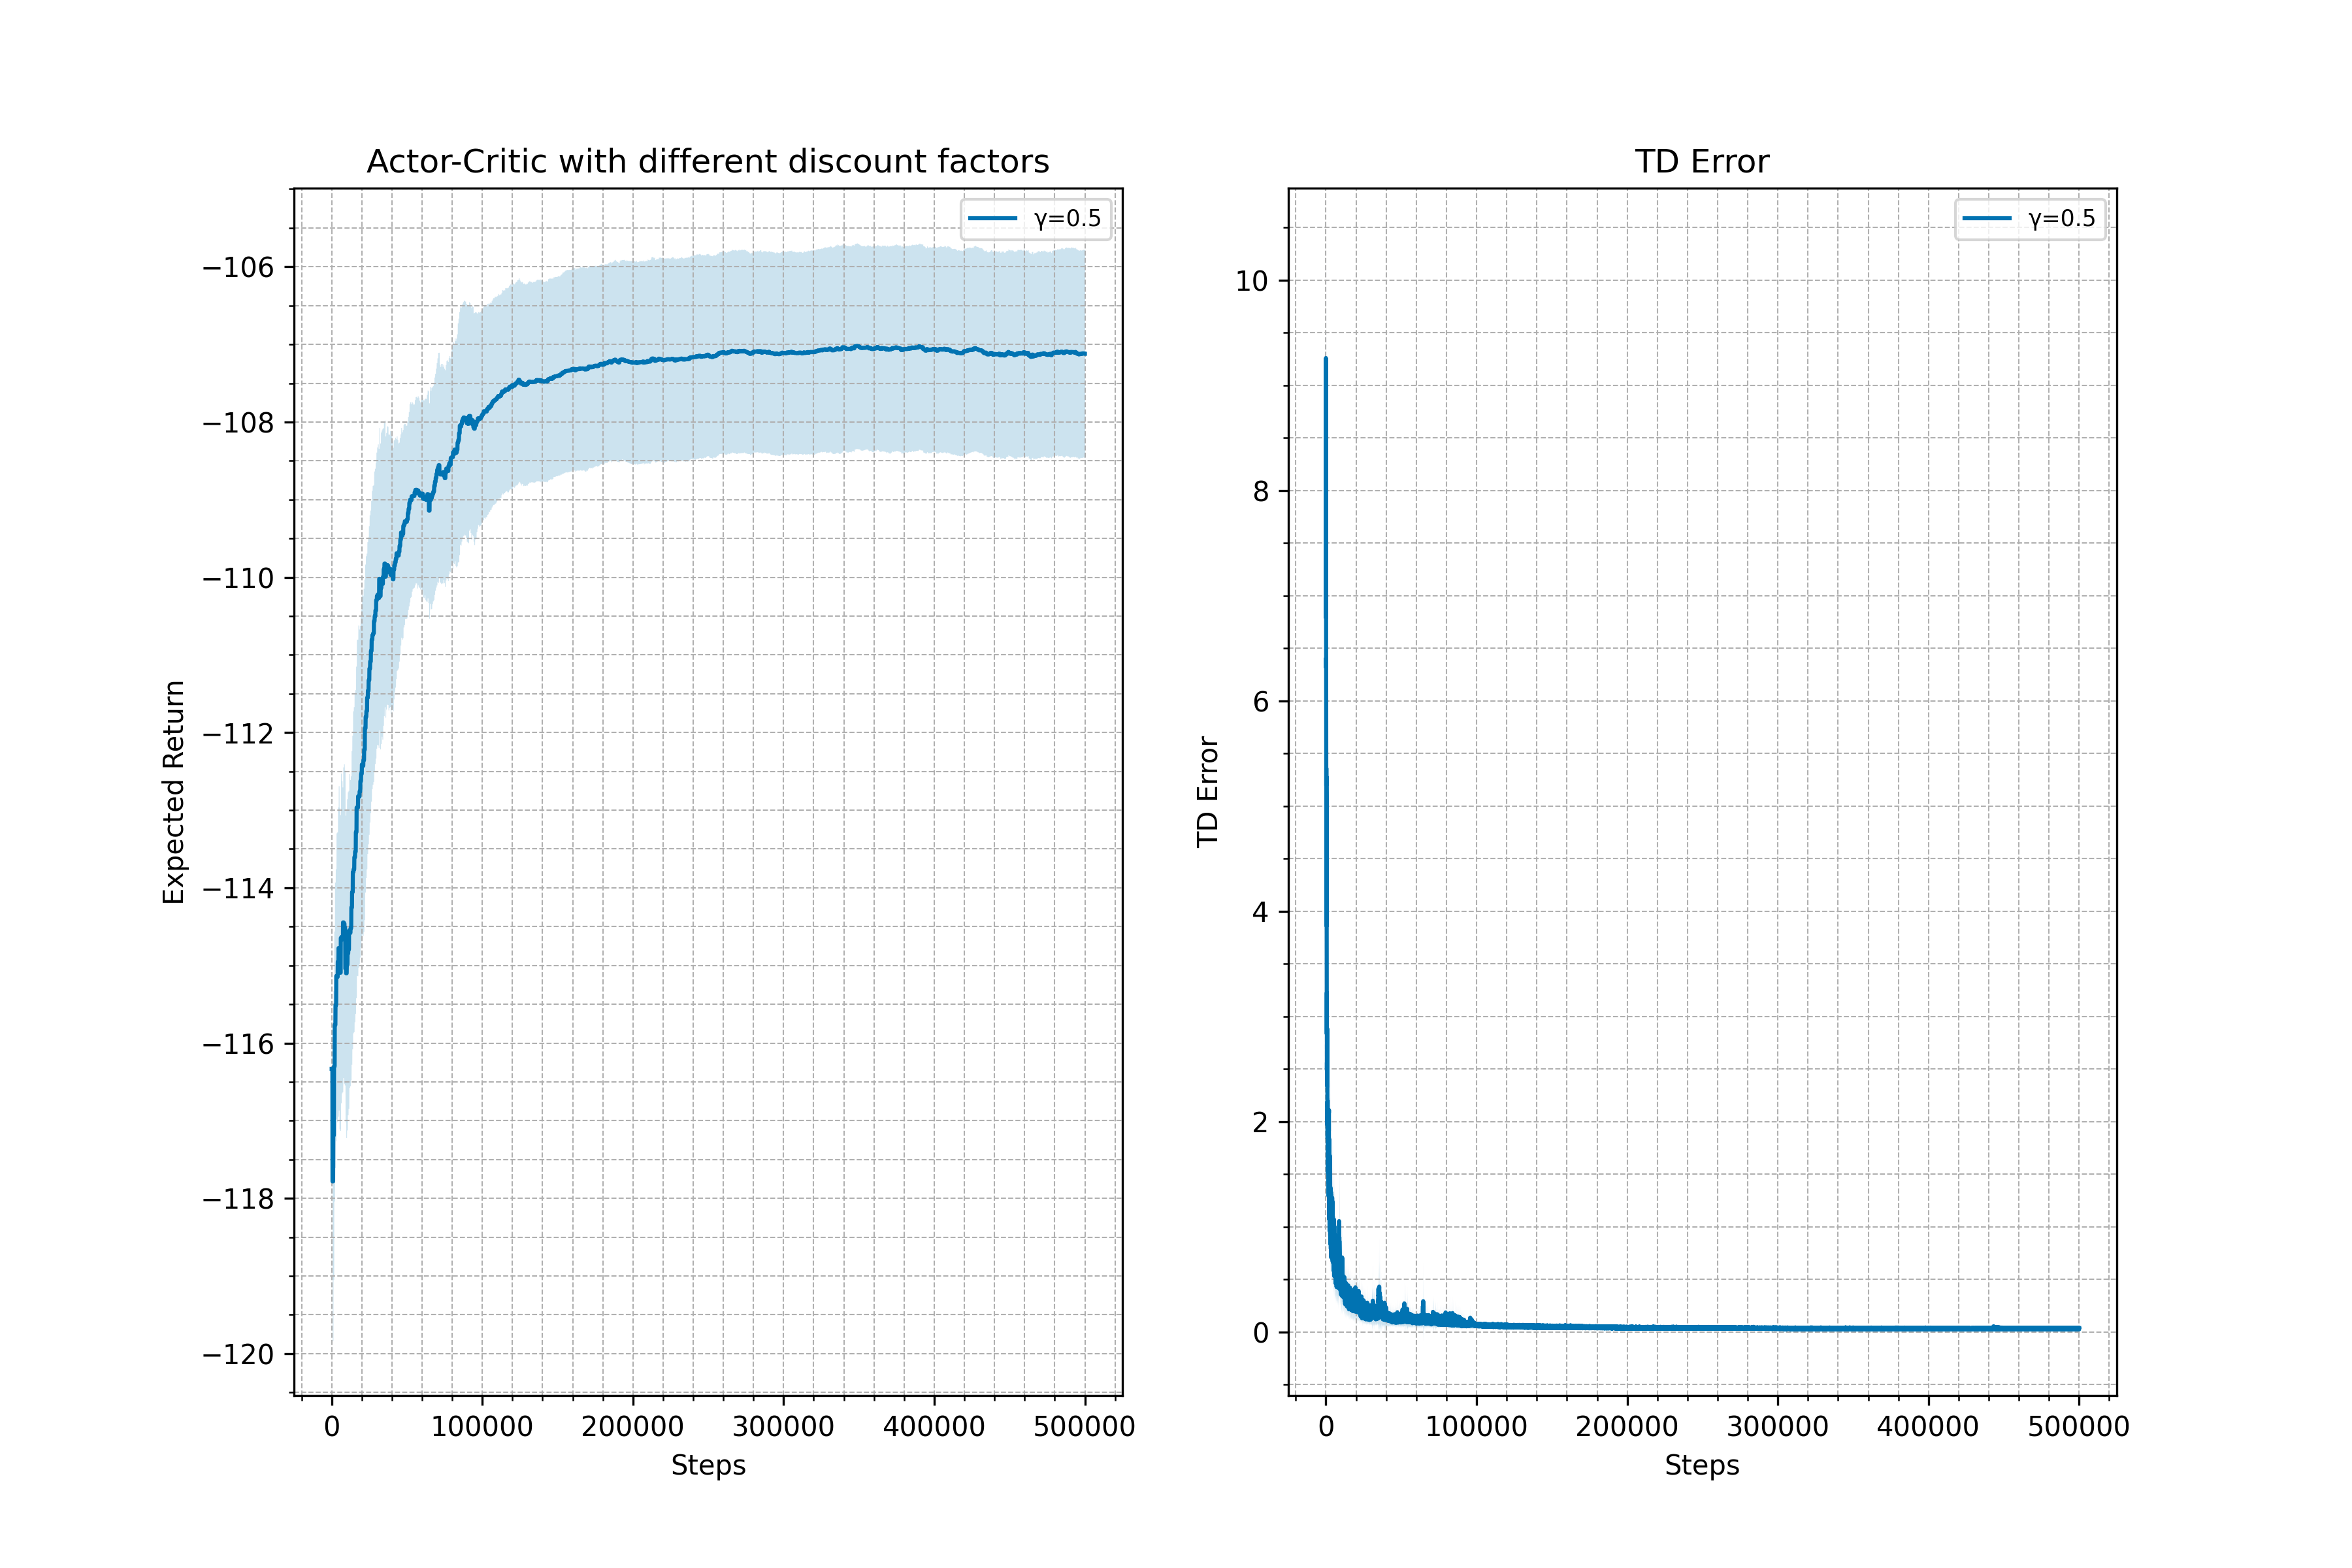 Actor-Critic with different discount factors
γ=0.5
−106
−108
−110
−112
−114
−116
−118
−120
Expected Return
0 100000 200000 300000 400000 500000
Steps
TD Error
γ=0.5
10
8
6
4
2
0
TD Error
0 100000 200000 300000 400000 500000
Steps